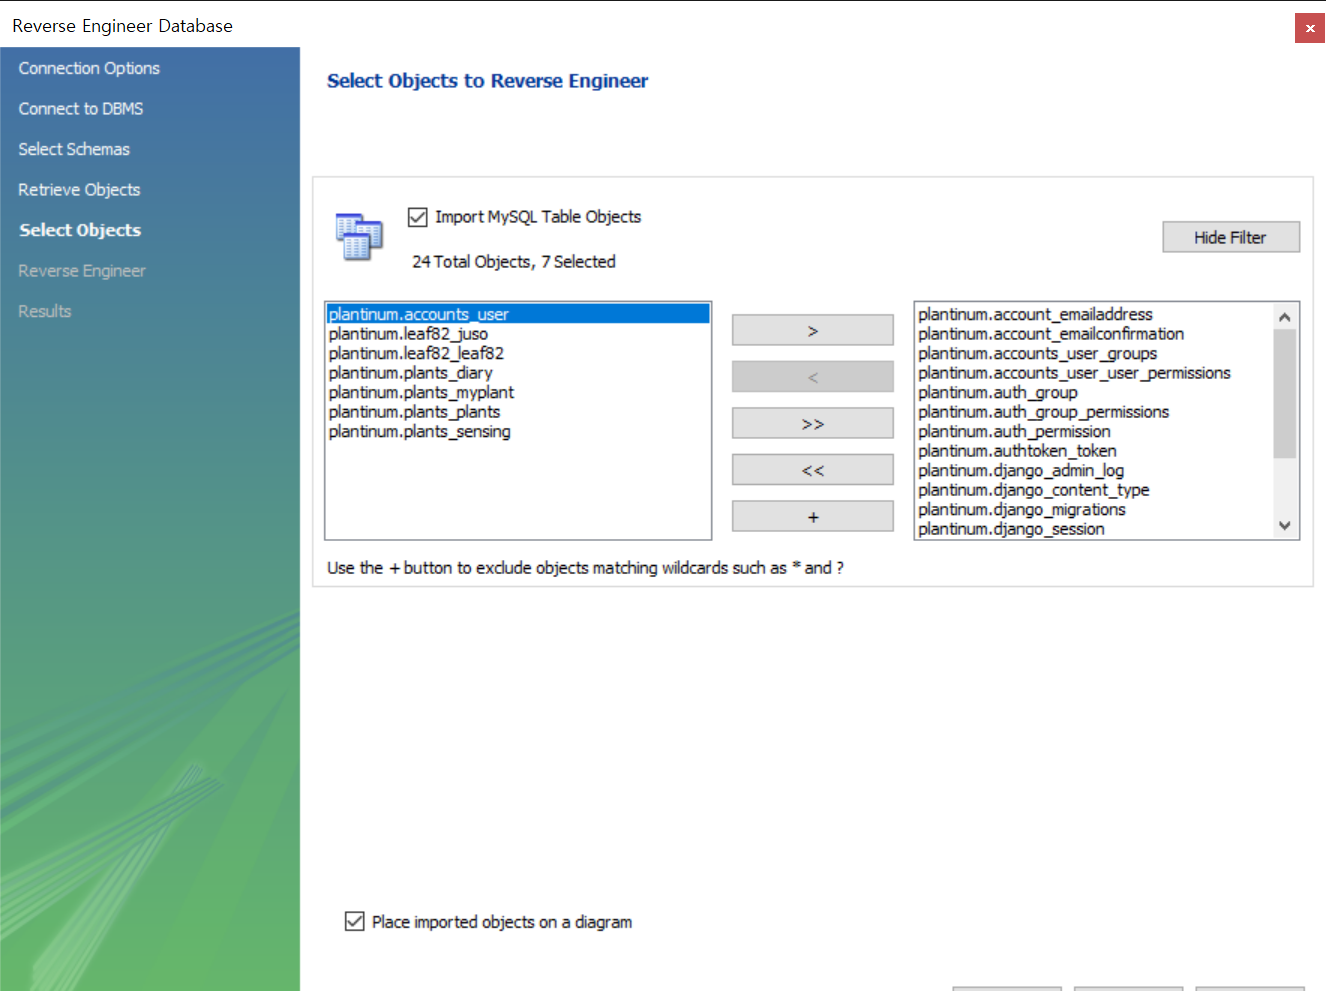 Reverse Engineer Database
x
Connection Options
Connect to DBMS
Select Schemas
Retrieve Objects
Select Objects
Reverse Engineer
Results
Select Objects to Reverse Engineer
Import MySQL Table Objects
24 Total Objects, 7 Selected
Hide Filter
plantinum.accounts_user
plantinum.leaf82_juso
plantinum.leaf82_leaf82
plantinum.plants_diary
plantinum.plants_myplant
plantinum.plants_plants
plantinum.plants_sensing
>
<
>>
<<
+
plantinum.account_emailaddress
plantinum.account_emailconfirmation
plantinum.accounts_user_groups
plantinum.accounts_user_user_permissions
plantinum.auth_group
plantinum.auth_group_permissions
plantinum.auth_permission
plantinum.authtoken_token
plantinum.django_admin_log
plantinum.django_content_type
plantinum.django_migrations
plantinum.django_session
Use the + button to exclude objects matching wildcards such as * and ?
Place imported objects on a diagram